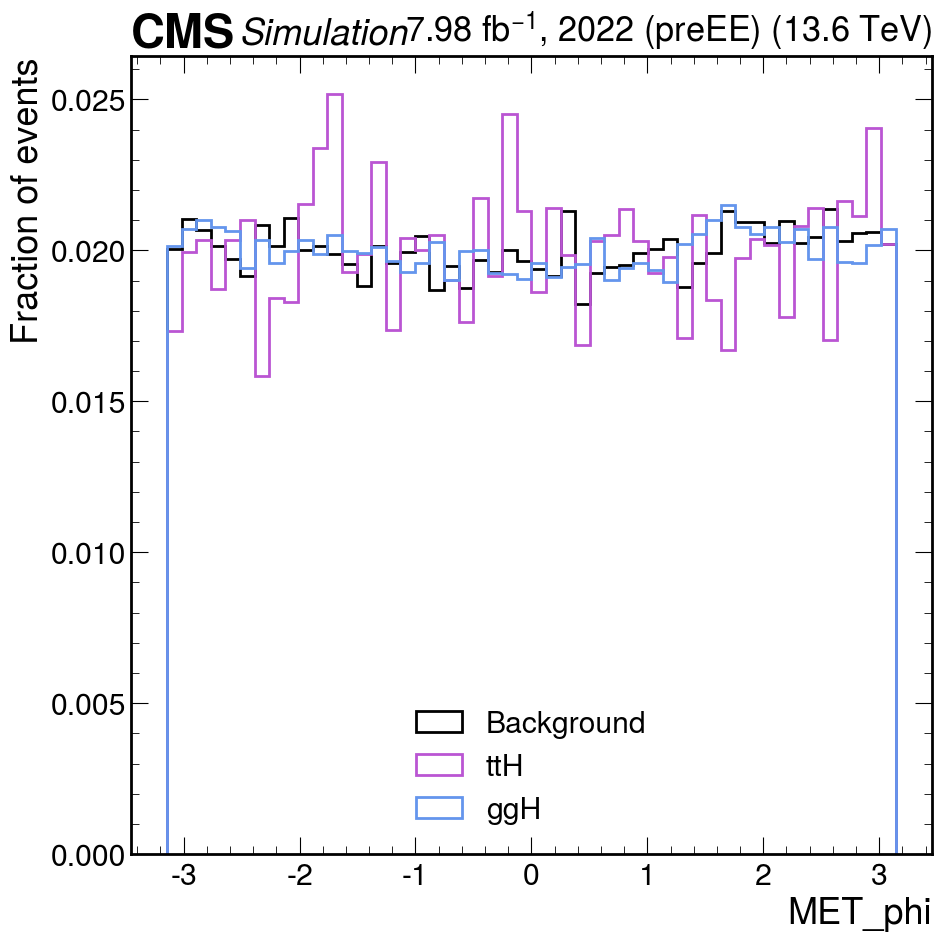 CMS Simulation 7.98 fb⁻¹, 2022 (preEE) (13.6 TeV)
Fraction of events
0.025
0.020
0.015
0.010
0.005
0.000
Background
ttH
ggH
-3 -2 -1 0 1 2 3
MET_phi